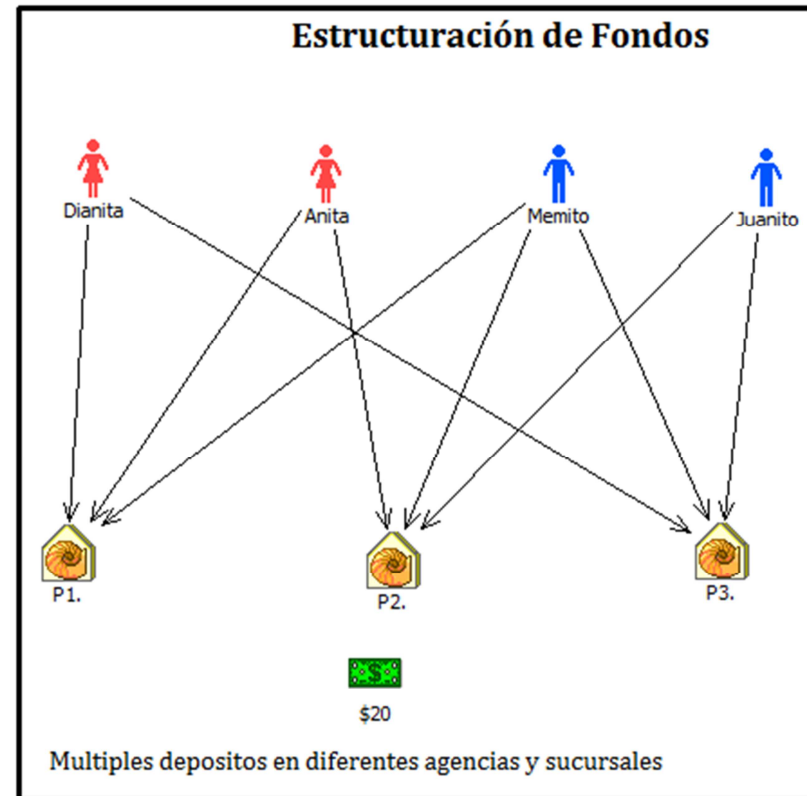 Estructuración de Fondos
Dianita
Anita
Memito
Juanito
P1.
P2.
P3.
$20
Multiples depositos en diferentes agencias y sucursales